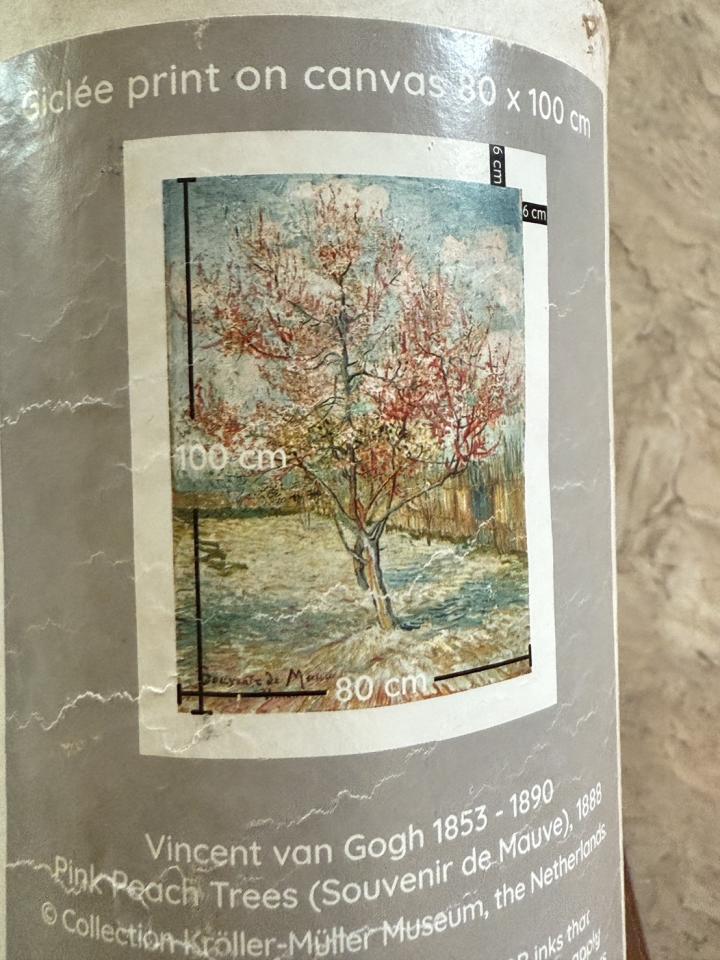 Giclée print on canvas 80 x 100 cm
6 cm
6 cm
100 cm
Souvenir de Mauve
80 cm
Vincent van Gogh 1853 - 1890
Pink Peach Trees (Souvenir de Mauve), 1888
© Collection Kröller-Müller Museum, the Netherlands
inks that
apply